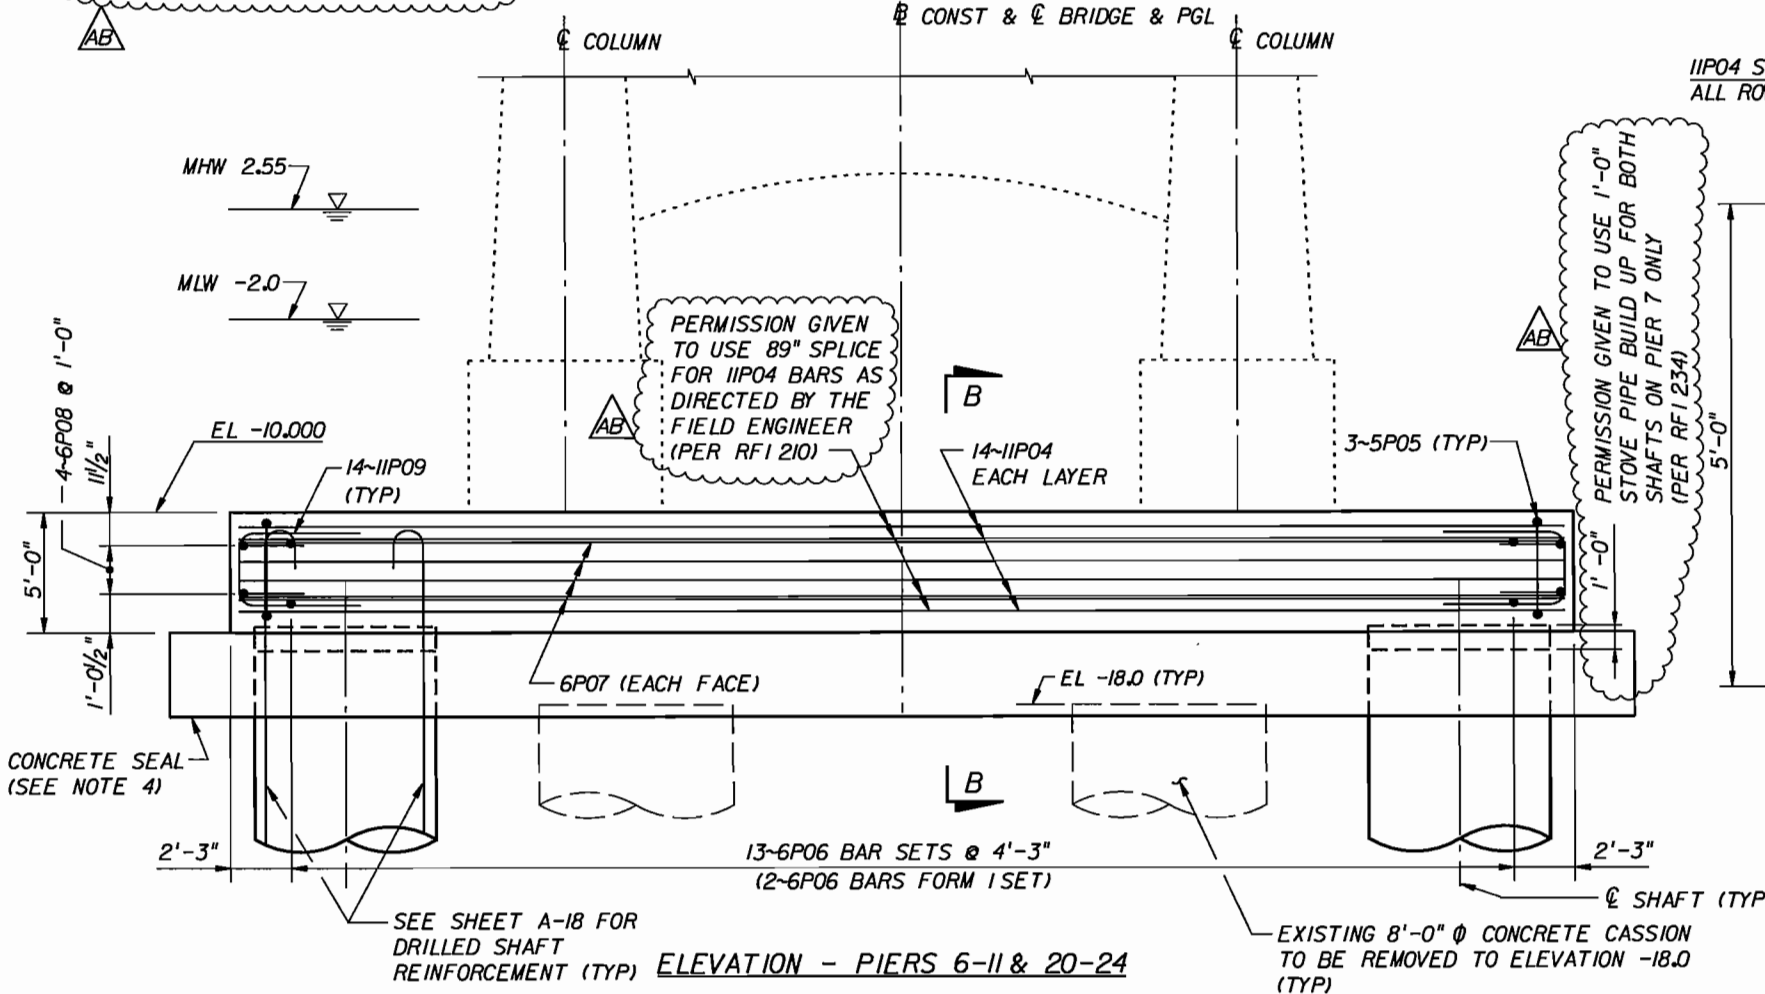 AB
℄ COLUMN
B CONST & ℄ BRIDGE & PGL
℄ COLUMN
11P04 S
ALL RO
MHW 2.55
MLW -2.0
PERMISSION GIVEN
TO USE 89" SPLICE
FOR 11P04 BARS AS
DIRECTED BY THE
FIELD ENGINEER
(PER RFI 210)
AB
B
AB
PERMISSION GIVEN TO USE 1'-0"
STOVE PIPE BUILD UP FOR BOTH
SHAFTS ON PIER 7 ONLY
(PER RFI 234)
5'-0"
4~6P08 @ 1'-0"
11 1/2"
EL -10.000
14~11P09
(TYP)
14~11P04
EACH LAYER
3~5P05 (TYP)
1'-0"
5'-0"
1'-0 1/2"
6P07 (EACH FACE)
EL -18.0 (TYP)
CONCRETE SEAL
(SEE NOTE 4)
B
2'-3"
13~6P06 BAR SETS @ 4'-3"
(2~6P06 BARS FORM 1 SET)
2'-3"
℄ SHAFT (TYP
SEE SHEET A-18 FOR
DRILLED SHAFT
REINFORCEMENT (TYP)
ELEVATION - PIERS 6-11 & 20-24
EXISTING 8'-0" Φ CONCRETE CASSION
TO BE REMOVED TO ELEVATION -18.0
(TYP)